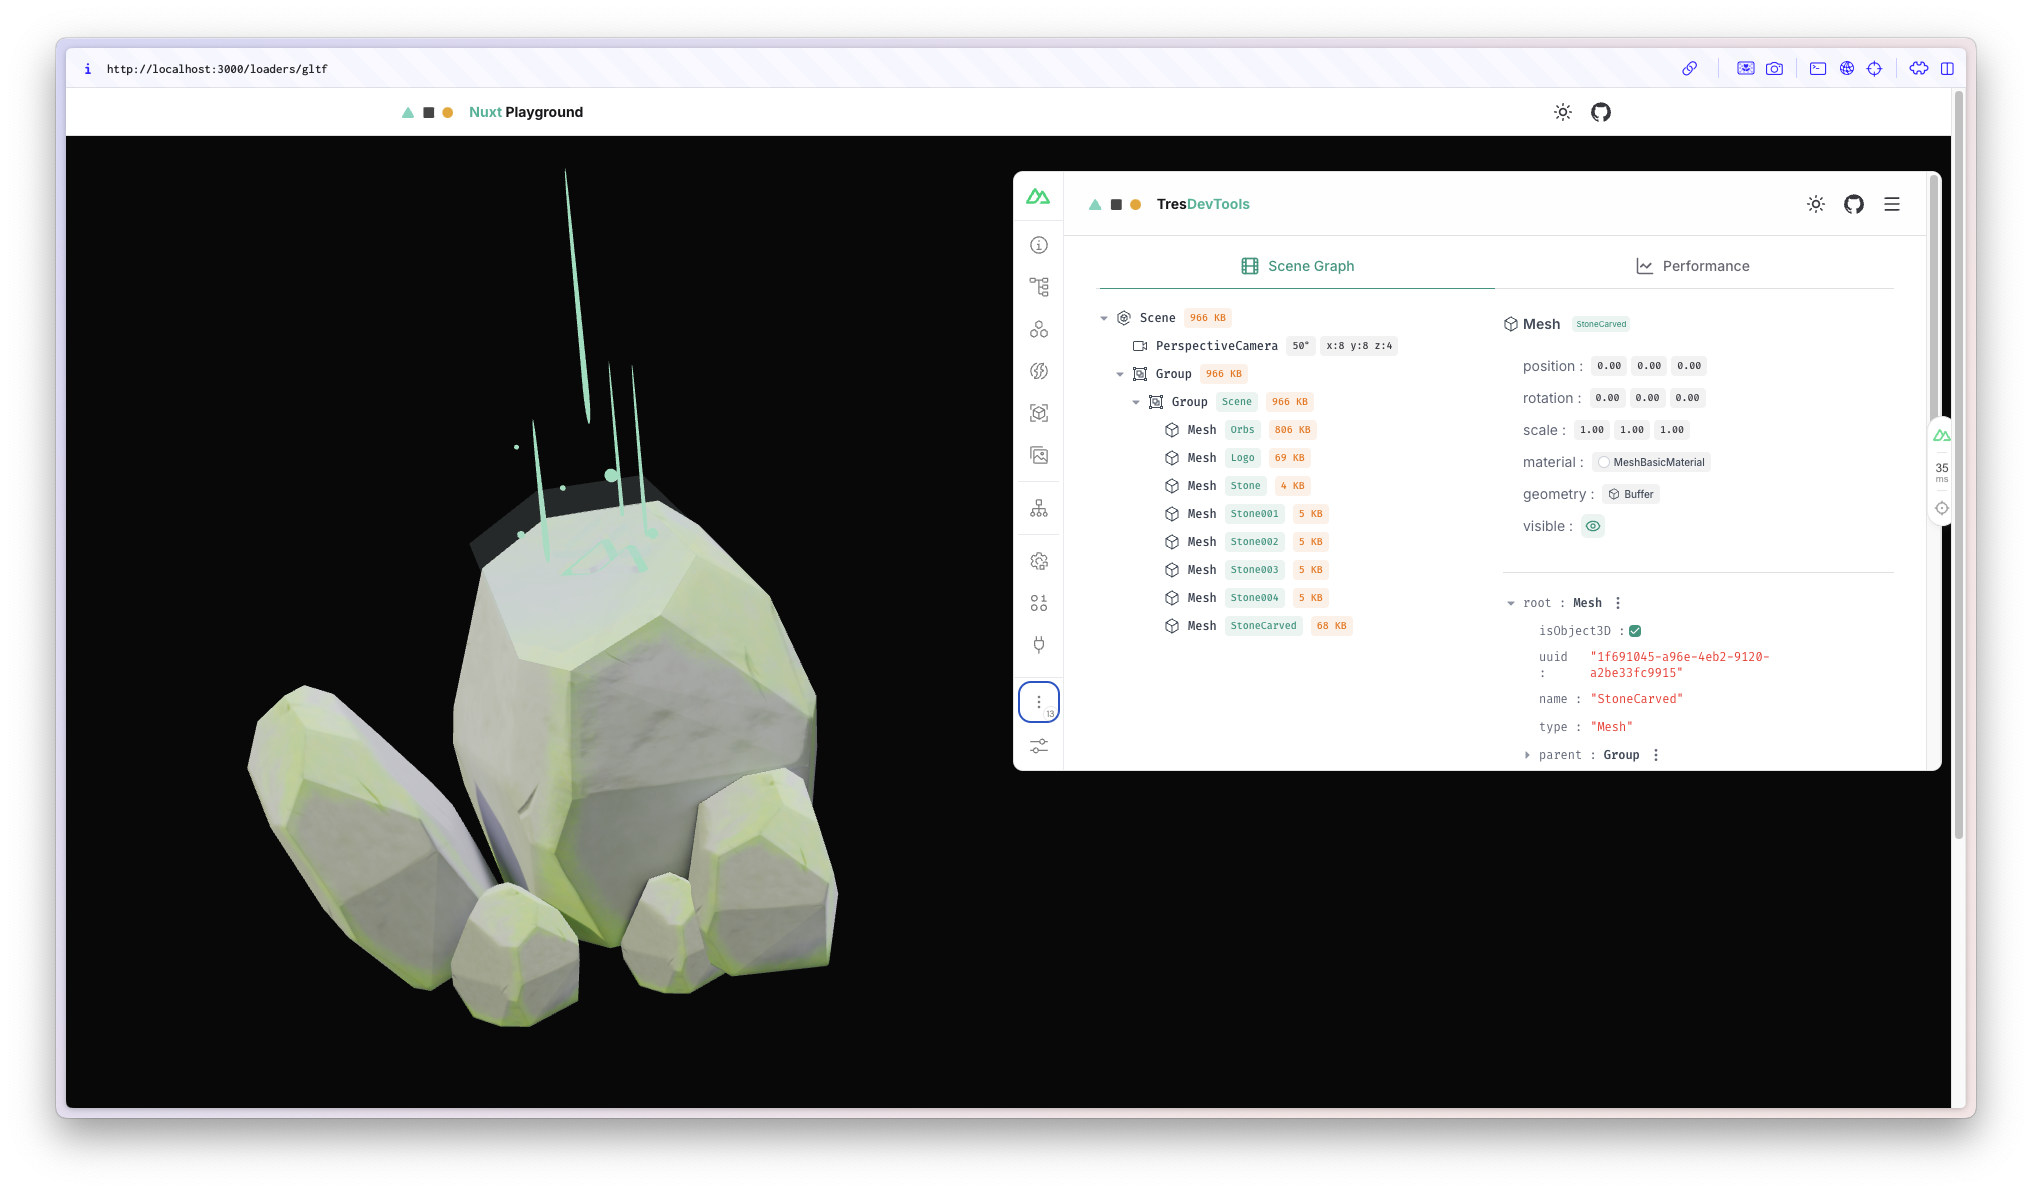 i http://localhost:3000/loaders/gltf
Nuxt Playground
TresDevTools
Scene Graph
Performance
Scene 966 KB
PerspectiveCamera 50° x:8 y:8 z:4
Group 966 KB
Group Scene 966 KB
Mesh Orbs 806 KB
Mesh Logo 69 KB
Mesh Stone 4 KB
Mesh Stone001 5 KB
Mesh Stone002 5 KB
Mesh Stone003 5 KB
Mesh Stone004 5 KB
Mesh StoneCarved 68 KB
Mesh StoneCarved
position : 0.00 0.00 0.00
rotation : 0.00 0.00 0.00
scale : 1.00 1.00 1.00
material : MeshBasicMaterial
geometry : Buffer
visible :
root : Mesh
isObject3D :
uuid : "1f691045-a96e-4eb2-9120-
a2be33fc9915"
name : "StoneCarved"
type : "Mesh"
parent : Group
13
35
ms